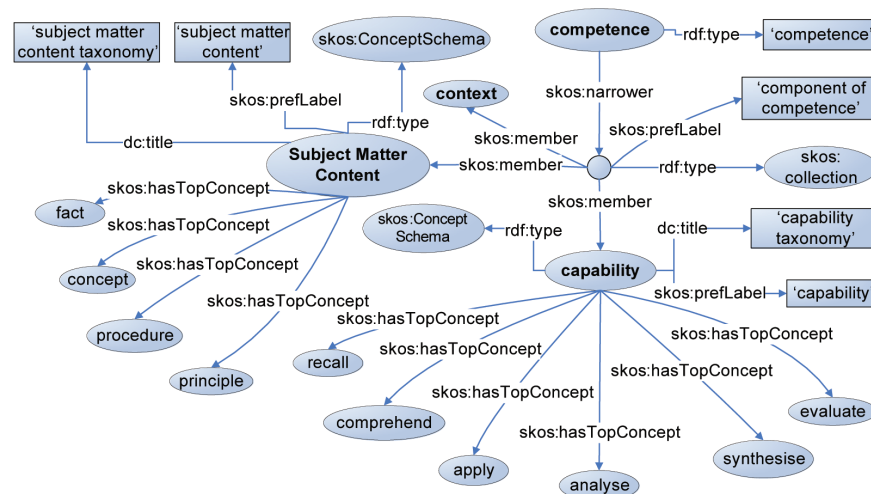 'subject matter
content taxonomy'
'subject matter
content'
skos:ConceptSchema
competence
rdf:type
'competence'
skos:prefLabel
rdf:type
context
skos:narrower
'component of
competence'
skos:prefLabel
dc:title
skos:member
Subject Matter
Content
skos:member
rdf:type
skos:
collection
skos:hasTopConcept
fact
skos:member
skos:hasTopConcept
skos:Concept
Schema
rdf:type
dc:title
'capability
taxonomy'
concept
skos:hasTopConcept
capability
skos:prefLabel
'capability
skos:hasTopConcept
procedure
skos:hasTopConcept
skos:hasTopConcept
principle
recall
skos:hasTopConcept
skos:hasTopConcept
skos:hasTopConcept
comprehend
evaluate
skos:hasTopConcept
apply
synthesise
analyse